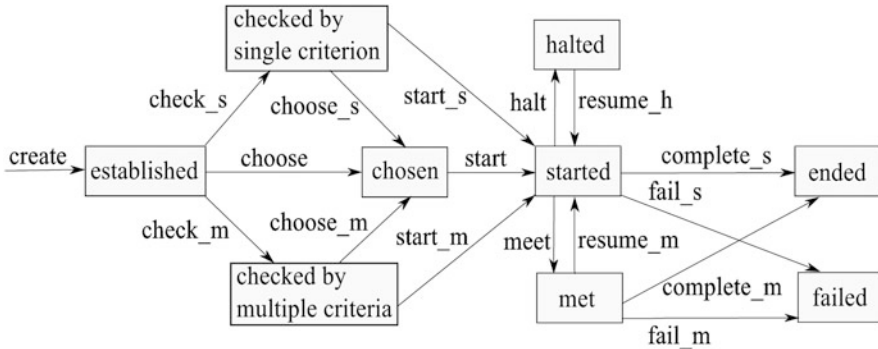 checked by
single criterion
halted
check_s
choose_s
start_s
halt
resume_h
create
established
choose
chosen
start
started
complete_s
ended
fail_s
check_m
choose_m
start_m
meet
resume_m
checked by
multiple criteria
met
complete_m
failed
fail_m